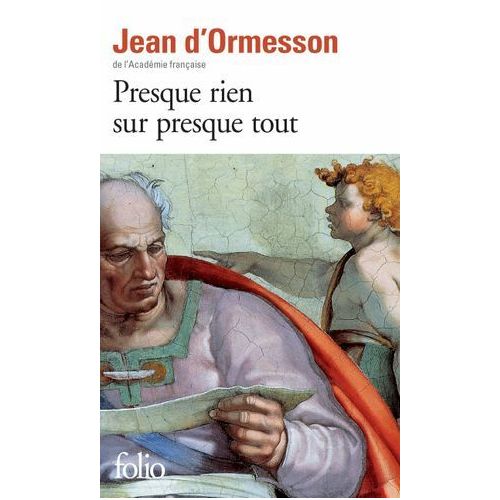 Jean d'Ormesson
de l'Académie française
Presque rien
sur presque tout
folio